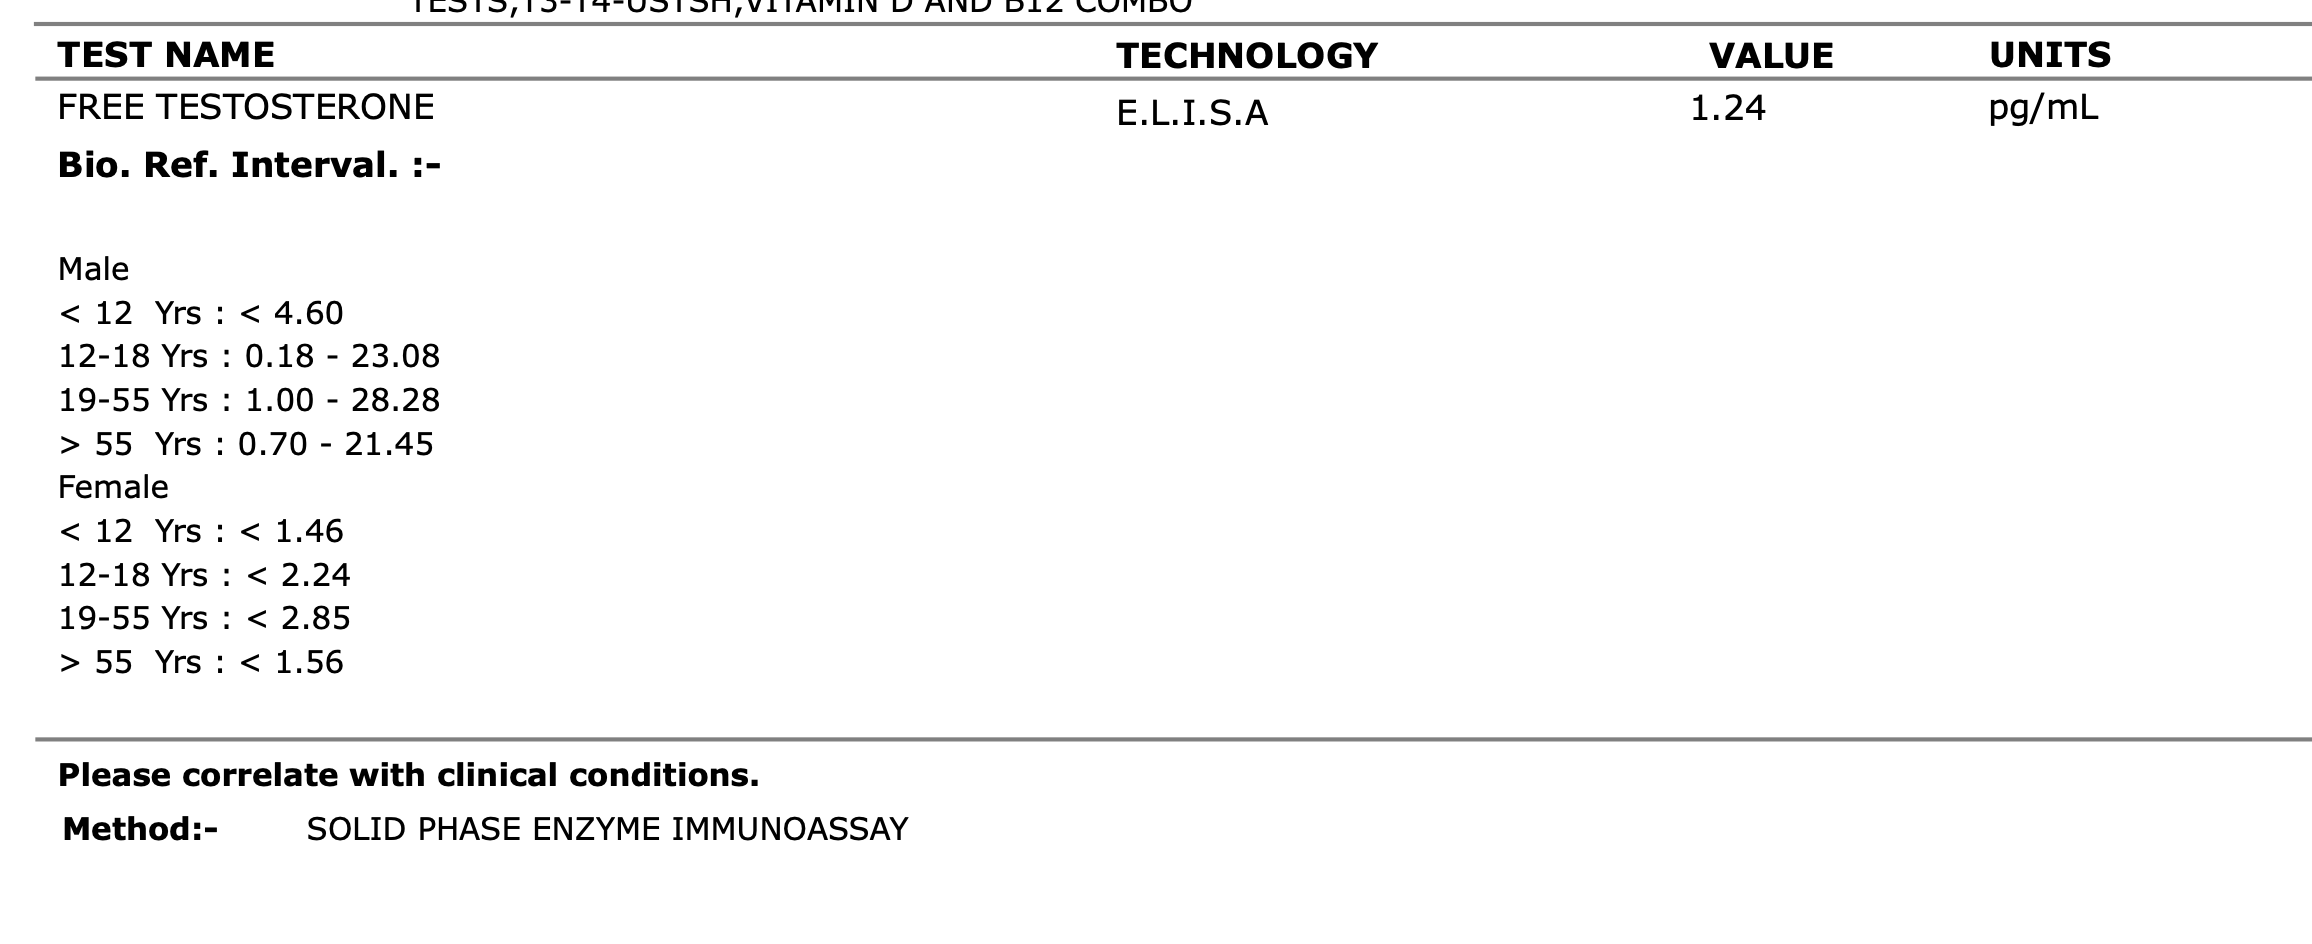 TESTS,T3-T4-USTSH,VITAMIN D AND B12 COMBO
TEST NAME TECHNOLOGY VALUE UNITS
FREE TESTOSTERONE E.L.I.S.A 1.24 pg/mL
Bio. Ref. Interval. :-
Male
< 12 Yrs : < 4.60
12-18 Yrs : 0.18 - 23.08
19-55 Yrs : 1.00 - 28.28
> 55 Yrs : 0.70 - 21.45
Female
< 12 Yrs : < 1.46
12-18 Yrs : < 2.24
19-55 Yrs : < 2.85
> 55 Yrs : < 1.56
Please correlate with clinical conditions.
Method:- SOLID PHASE ENZYME IMMUNOASSAY